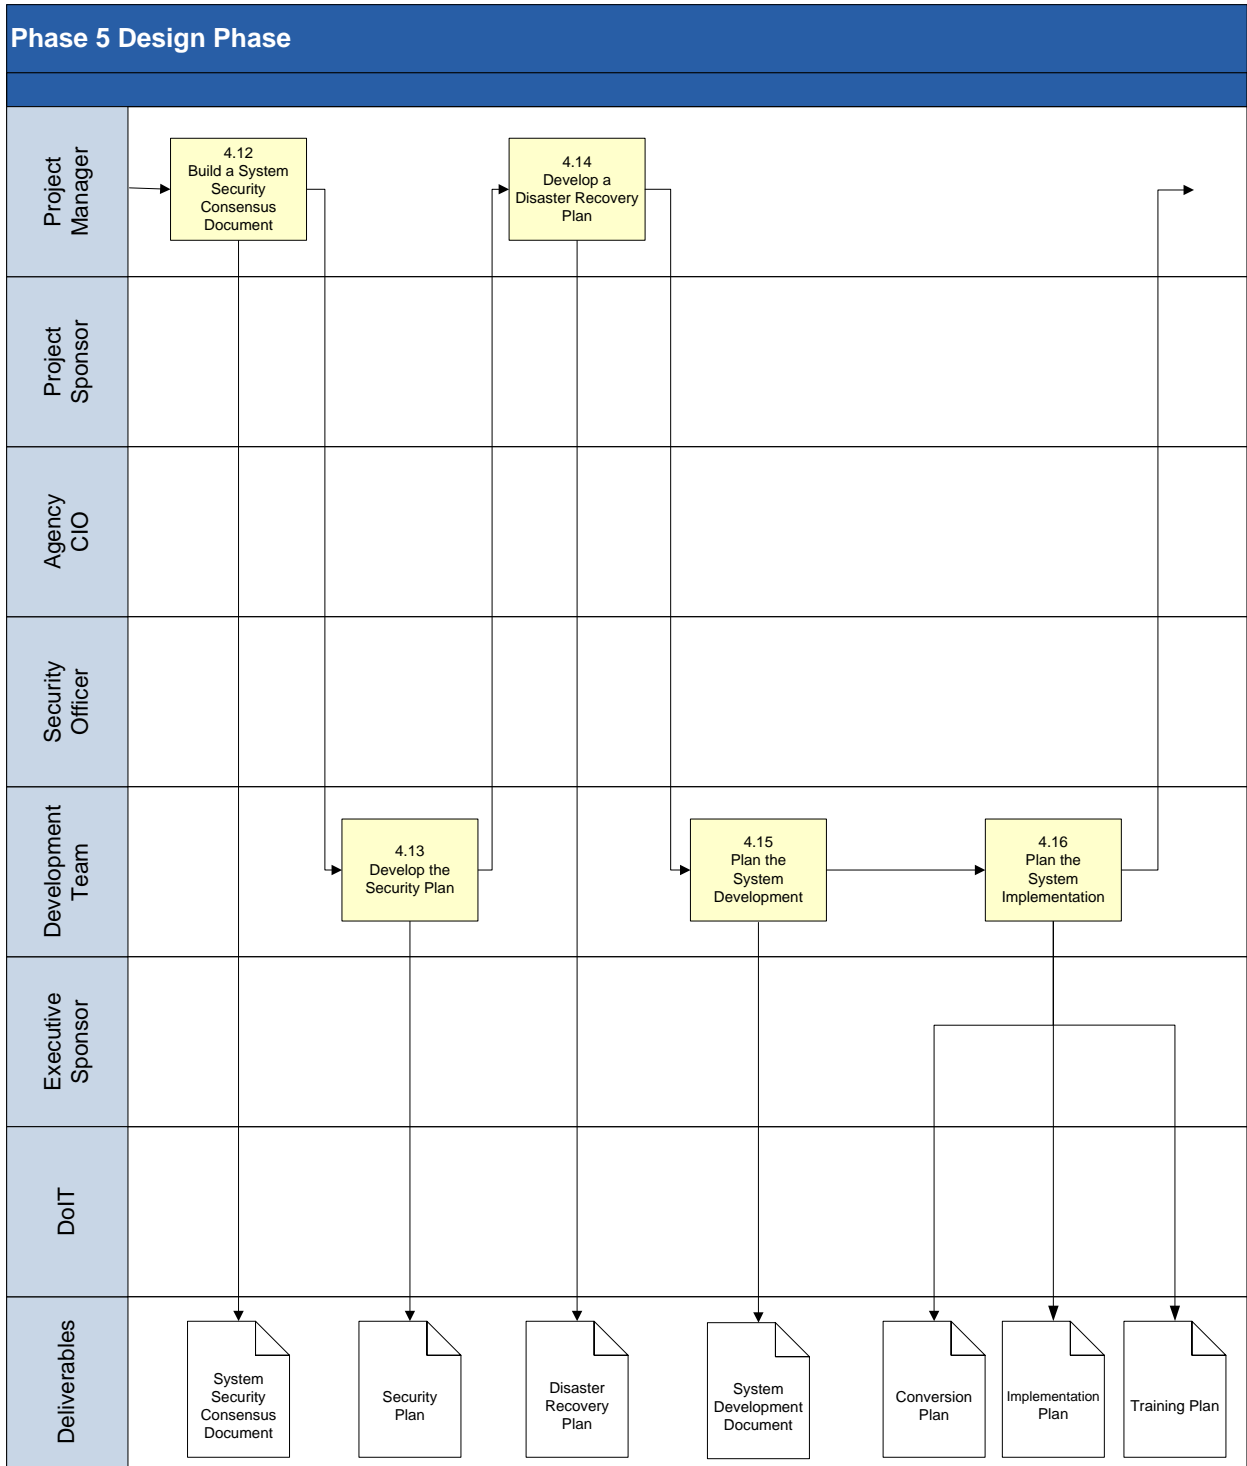 Phase 5 Design Phase
Project
Manager
4.12
Build a System
Security
Consensus
Document
4.14
Develop a
Disaster Recovery
Plan
Project
Sponsor
Agency
CIO
Security
Officer
Development
Team
4.13
Develop the
Security Plan
4.15
Plan the
System
Development
4.16
Plan the
System
Implementation
Executive
Sponsor
DoIT
Deliverables
System
Security
Consensus
Document
Security
Plan
Disaster
Recovery
Plan
System
Development
Document
Conversion
Plan
Implementation
Plan
Training Plan